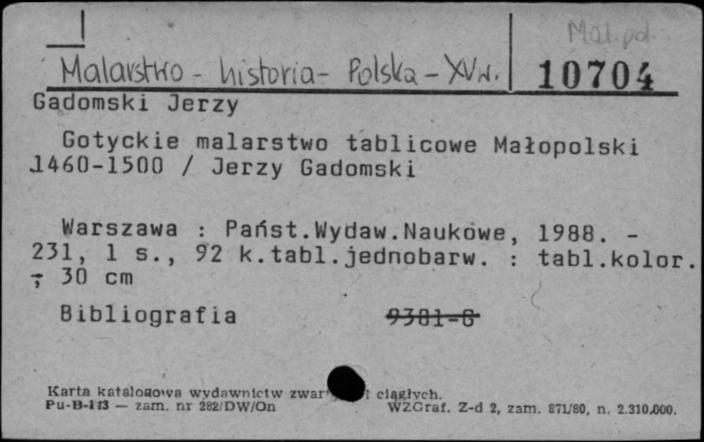 Mal. pol.
Malarstwo - historia - Polska - XV w.
10704
Gadomski Jerzy
Gotyckie malarstwo tablicowe Małopolski
1460-1500 / Jerzy Gadomski
Warszawa : Państ.Wydaw.Naukowe, 1988. -
231, 1 s., 92 k.tabl.jednobarw. : tabl.kolor.
; 30 cm
Bibliografia 9381-G
Karta katalogowa wydawnictw ciągłych.
Pu-B-113 — zam. nr 282/DW/On WZGraf. Z-d 2, zam. 871/80, n. 2.310.000.